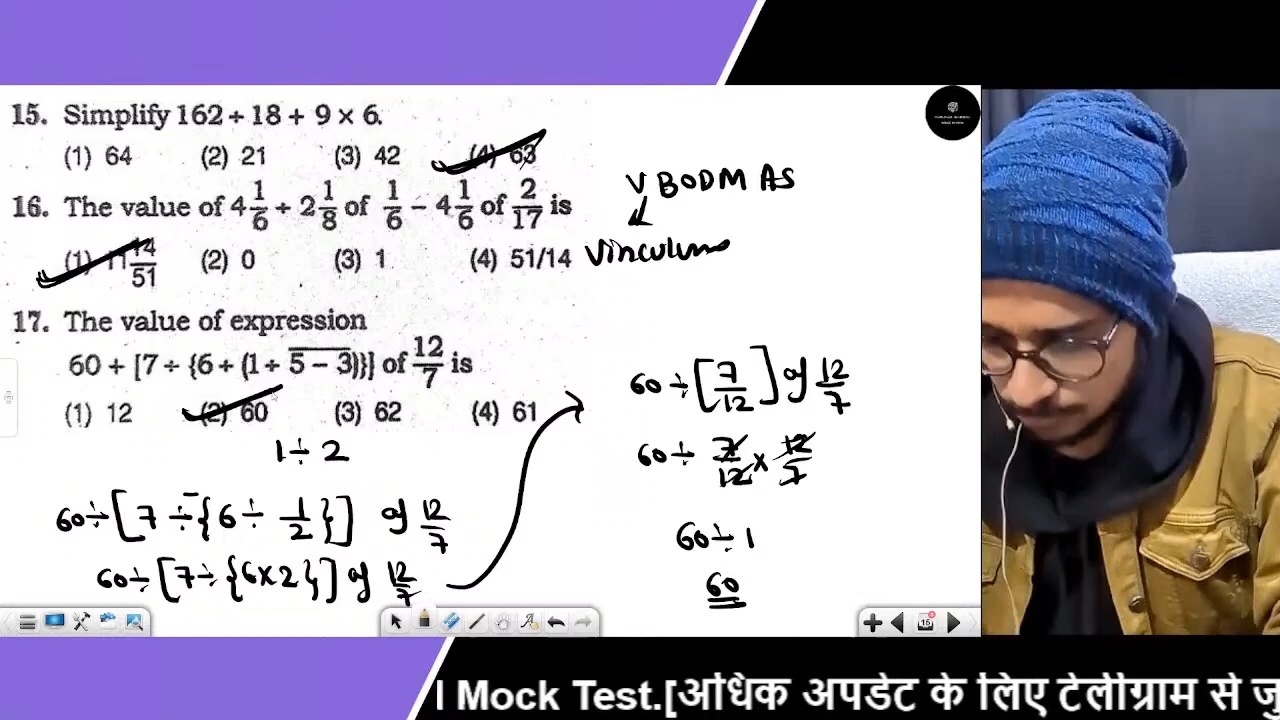 15. Simplify 162 ÷ 18 + 9 × 6.
(1) 64 (2) 21 (3) 42 (4) 63
16. The value of 4 1/6 ÷ 2 1/8 of 1/6 − 4 1/6 of 2/17 is
(1) 11 14/51 (2) 0 (3) 1 (4) 51/14
17. The value of expression
60 ÷ [7 ÷ {6 ÷ (1 ÷ 5 − 3)}] of 12/7 is
(1) 12 (2) 60 (3) 62 (4) 61
1 ÷ 2
60 ÷ [7 ÷ {6 ÷ 1/2}] of 12/7
60 ÷ [7 ÷ {6×2}] of 12/7
V BODMAS
Vinculum
60 ÷ [7/12] of 12/7
60 ÷ 7/12 × 12/7
60 ÷ 1
60
15
l Mock Test.[अधिक अपडेट के लिए टेलीग्राम से जु